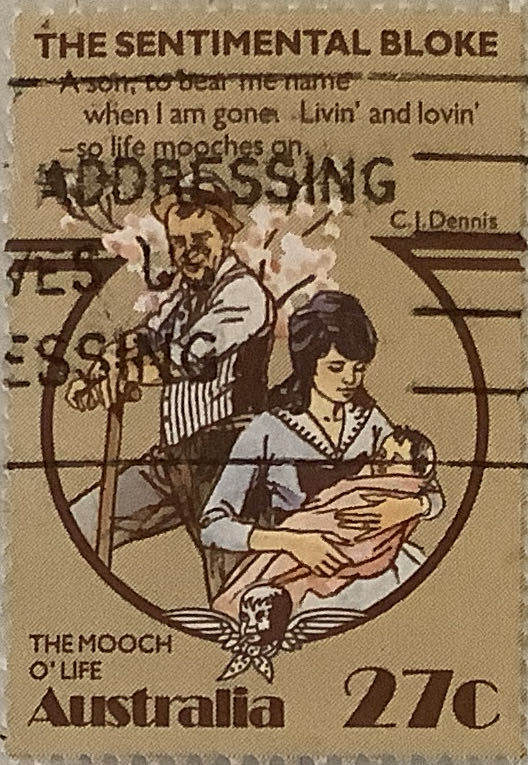 THE SENTIMENTAL BLOKE
'A son, to bear me name
when I am gone. Livin' and lovin'
–so life mooches on.
ADDRESSING
C.J.Dennis
ESSING
THE MOOCH
O' LIFE
Australia 27c